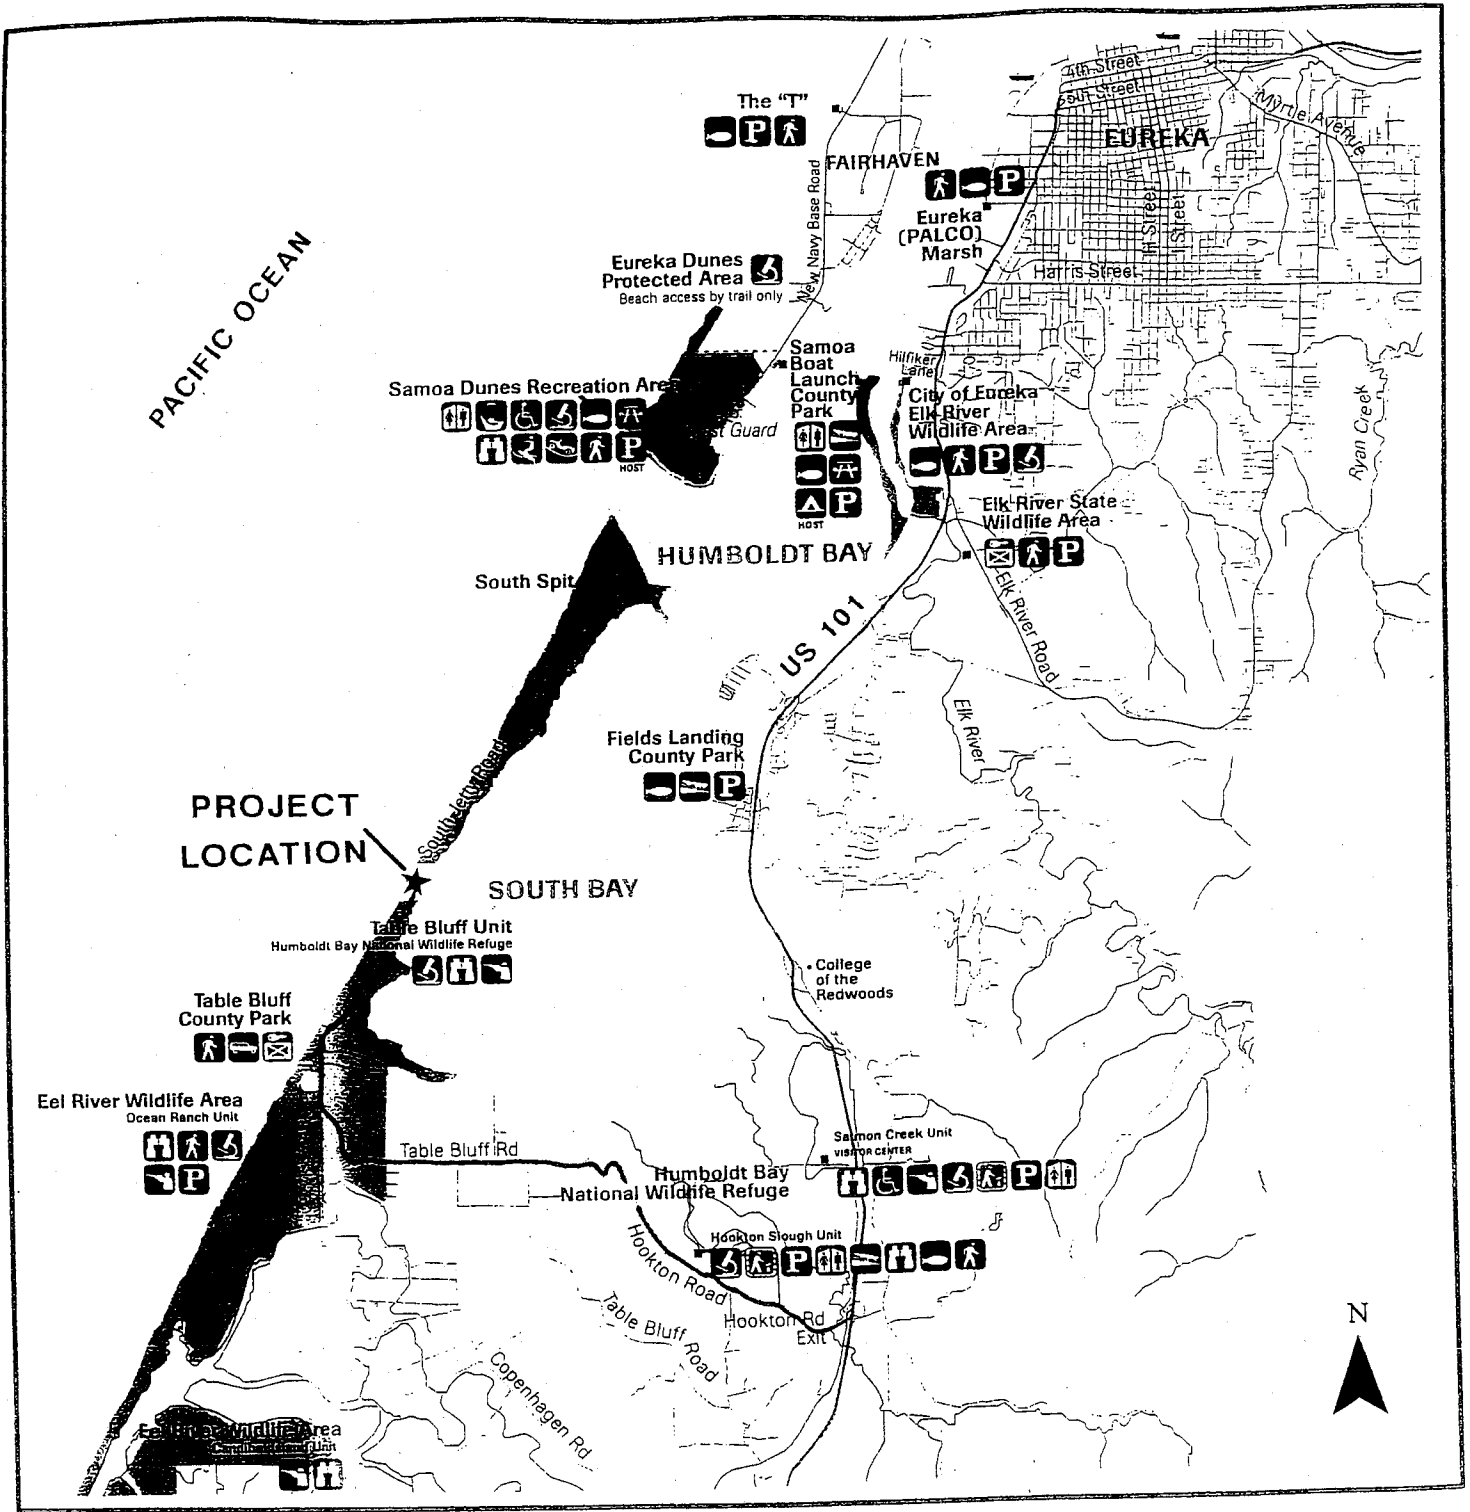 4th Street
5th Street
Myrtle Avenue
EUREKA
The "T"
P
FAIRHAVEN
P
New Navy Base Road
Eureka
(PALCO)
Marsh
H Street
I Street
Harris Street
PACIFIC OCEAN
Eureka Dunes
Protected Area
Beach access by trail only
Samoa Dunes Recreation Area
P
HOST
Guard
Samoa
Boat
Launch
County
Park
P
HOST
Hilfiker
Lane
City of Eureka
Elk River
Wildlife Area
P
Ryan Creek
Elk River State
Wildlife Area
P
HUMBOLDT BAY
South Spit
Elk River Road
US 101
Elk River
Fields Landing
County Park
P
South Jetty Road
PROJECT
LOCATION
SOUTH BAY
Table Bluff Unit
Humboldt Bay National Wildlife Refuge
College
of the
Redwoods
Table Bluff
County Park
Eel River Wildlife Area
Ocean Ranch Unit
P
Table Bluff Rd
Salmon Creek Unit
VISITOR CENTER
P
Humboldt Bay
National Wildlife Refuge
Hookton Slough Unit
P
Hookton Road
Hookton Rd
Exit
Table Bluff Road
Copenhagen Rd
N
Eel River Wildlife Area
Unit